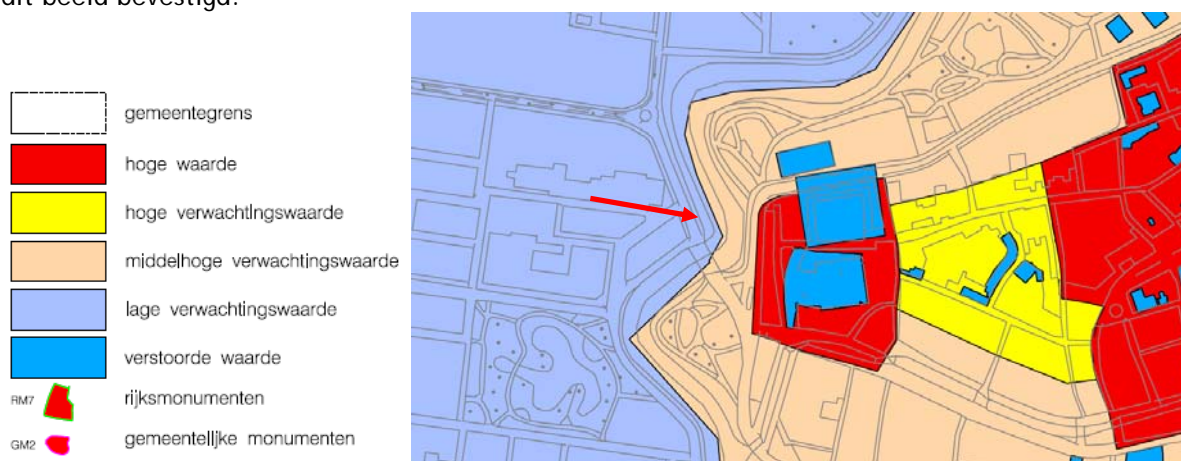 dit beeld bevestigd.
gemeentegrens
hoge waarde
hoge verwachtingswaarde
middelhoge verwachtingswaarde
lage verwachtingswaarde
verstoorde waarde
RM7 rijksmonumenten
GM2 gemeentelijke monumenten